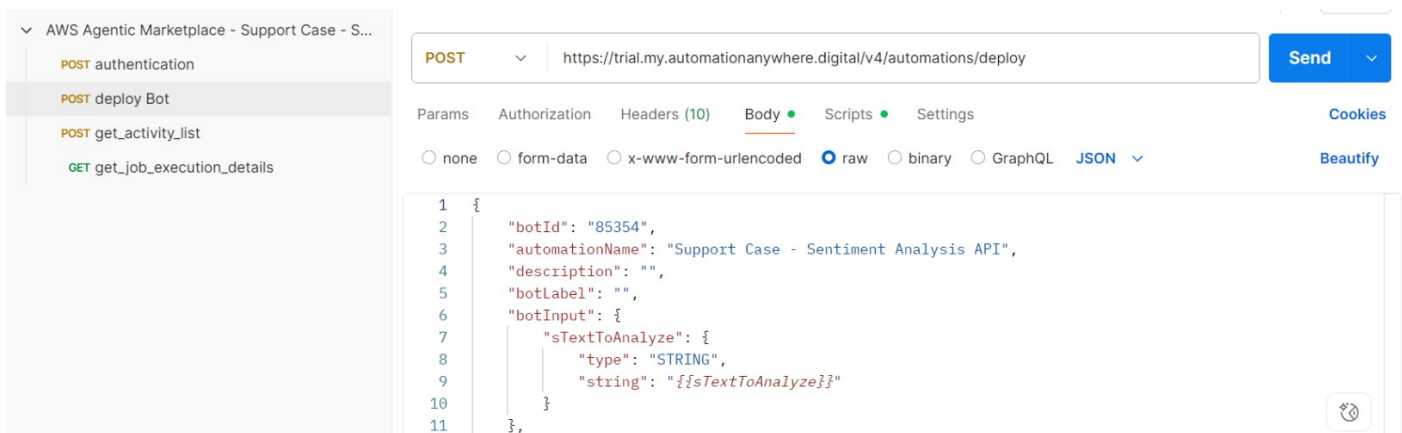 AWS Agentic Marketplace - Support Case - S...
POST authentication
POST deploy Bot
POST get_activity_list
GET get_job_execution_details
POST https://trial.my.automationanywhere.digital/v4/automations/deploy Send
Params Authorization Headers (10) Body Scripts Settings Cookies
none form-data x-www-form-urlencoded raw binary GraphQL JSON Beautify
1 {
2 "botId": "85354",
3 "automationName": "Support Case - Sentiment Analysis API",
4 "description": "",
5 "botLabel": "",
6 "botInput": {
7 "sTextToAnalyze": {
8 "type": "STRING",
9 "string": "{{sTextToAnalyze}}"
10 }
11 },